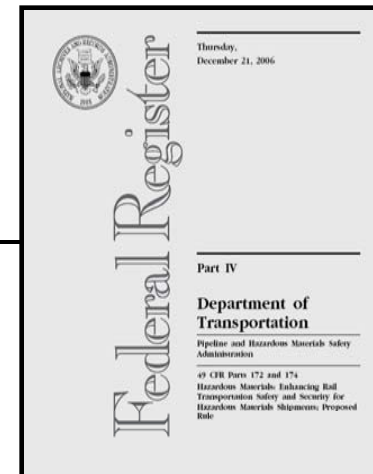 Federal Register
Thursday,
December 21, 2006
Part IV
Department of
Transportation
Pipeline and Hazardous Materials Safety
Administration
49 CFR Parts 172 and 174
Hazardous Materials: Enhancing Rail
Transportation Safety and Security for
Hazardous Materials Shipments; Proposed
Rule